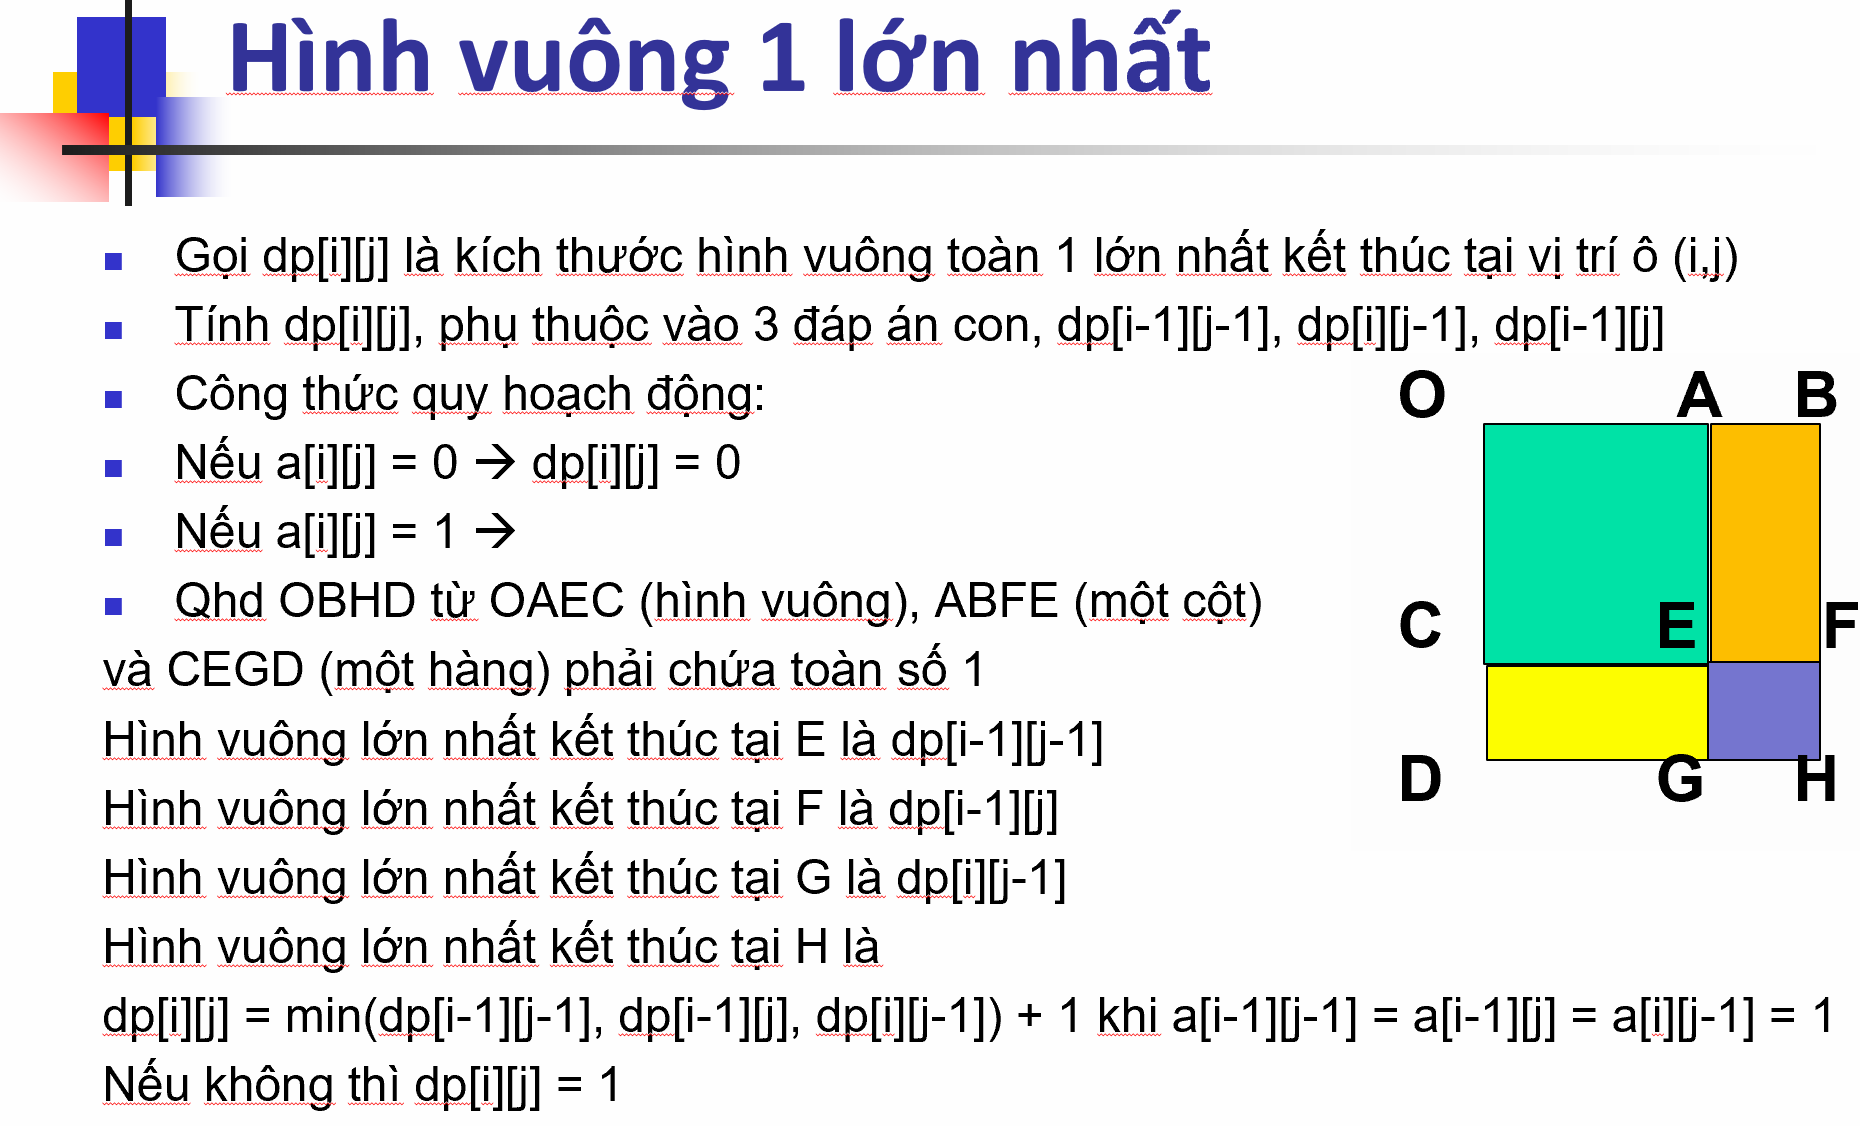 Hình vuông 1 lớn nhất
Gọi dp[i][j] là kích thước hình vuông toàn 1 lớn nhất kết thúc tại vị trí ô (i,j)
Tính dp[i][j], phụ thuộc vào 3 đáp án con, dp[i-1][j-1], dp[i][j-1], dp[i-1][j]
Công thức quy hoạch động:
Nếu a[i][j] = 0 → dp[i][j] = 0
Nếu a[i][j] = 1 →
Qhd OBHD từ OAEC (hình vuông), ABFE (một cột)
và CEGD (một hàng) phải chứa toàn số 1
Hình vuông lớn nhất kết thúc tại E là dp[i-1][j-1]
Hình vuông lớn nhất kết thúc tại F là dp[i-1][j]
Hình vuông lớn nhất kết thúc tại G là dp[i][j-1]
Hình vuông lớn nhất kết thúc tại H là
dp[i][j] = min(dp[i-1][j-1], dp[i-1][j], dp[i][j-1]) + 1 khi a[i-1][j-1] = a[i-1][j] = a[i][j-1] = 1
Nếu không thì dp[i][j] = 1
O A B
C E F
D G H